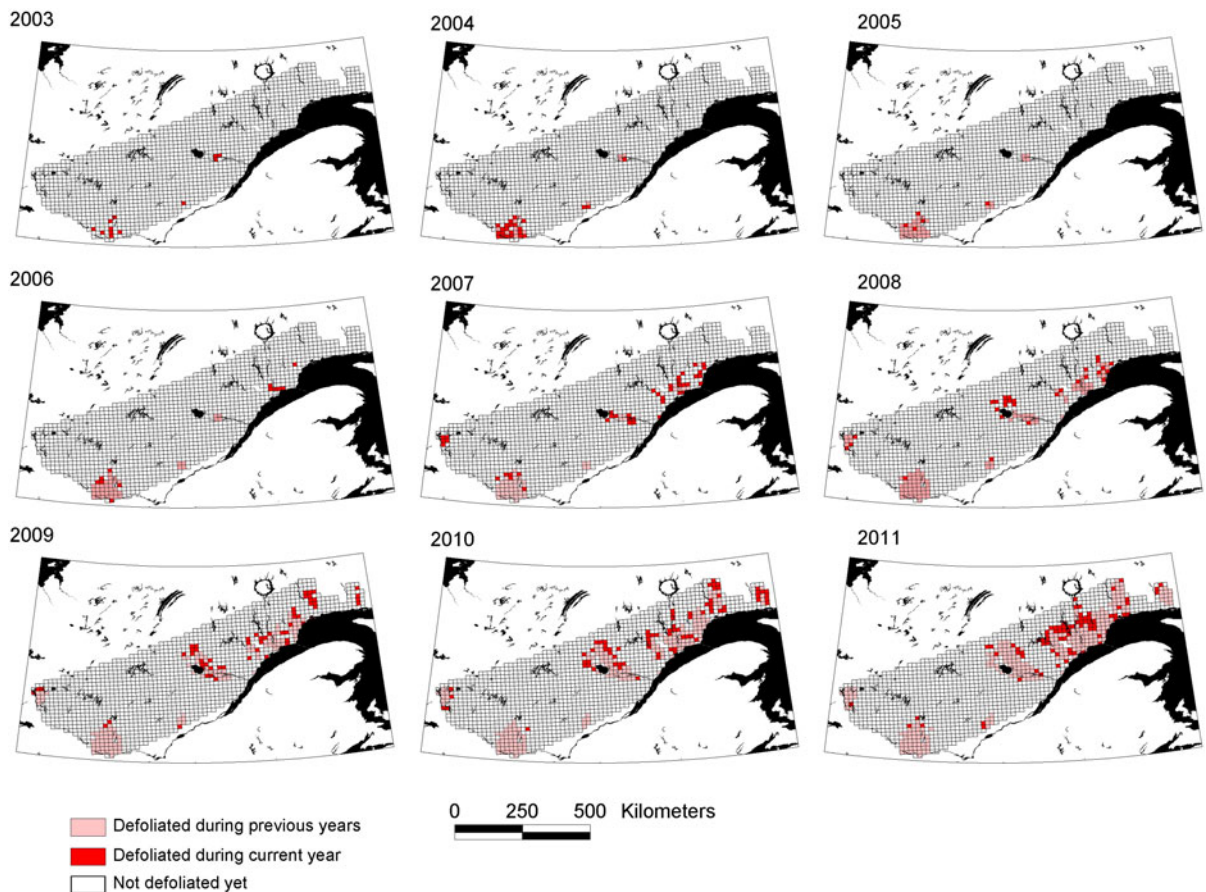 2003
2004
2005
2006
2007
2008
2009
2010
2011
0 250 500 Kilometers
Defoliated during previous years
Defoliated during current year
Not defoliated yet